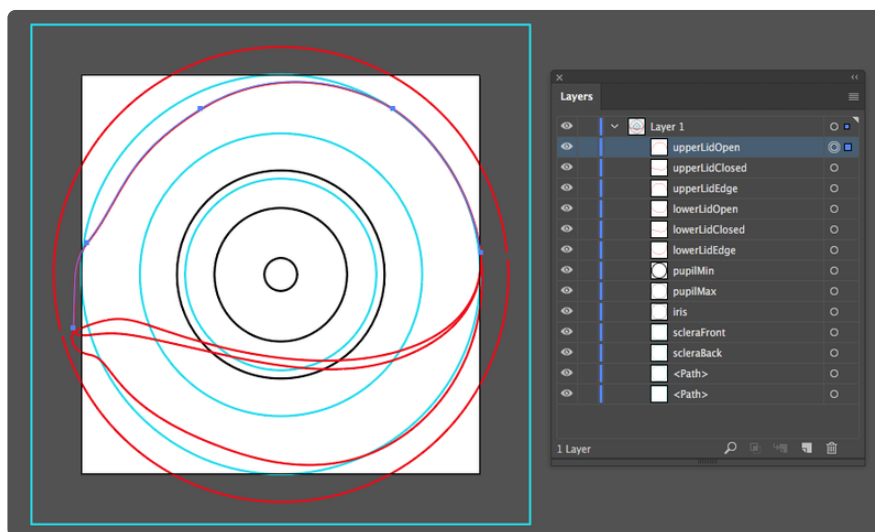 Layers
Layer 1
upperLidOpen
upperLidClosed
upperLidEdge
lowerLidOpen
lowerLidClosed
lowerLidEdge
pupilMin
pupilMax
iris
scleraFront
scleraBack
<Path>
<Path>
1 Layer